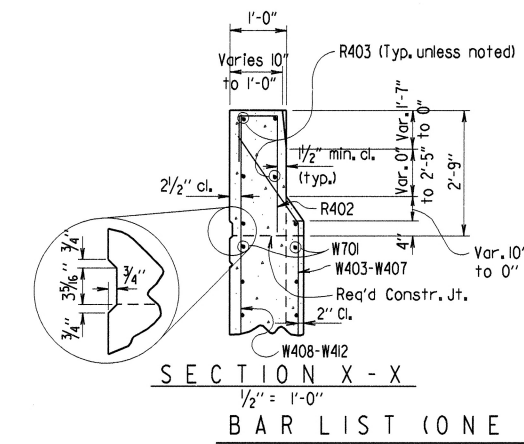 1'-0"
Varies 10"
to 1'-0"
R403 (Typ. unless noted)
1½" min. cl.
(typ.)
Var. 1'-7"
to 0"
Var. 0"
to 2'-5"
2'-9"
2½" cl.
R402
4"
Var. 10"
to 0"
W701
W403-W407
Req'd Constr. Jt.
2" Cl.
W408-W412
¾"
3 5/16"
¾"
¾"
SECTION X-X
½" = 1'-0"
BAR LIST (ONE